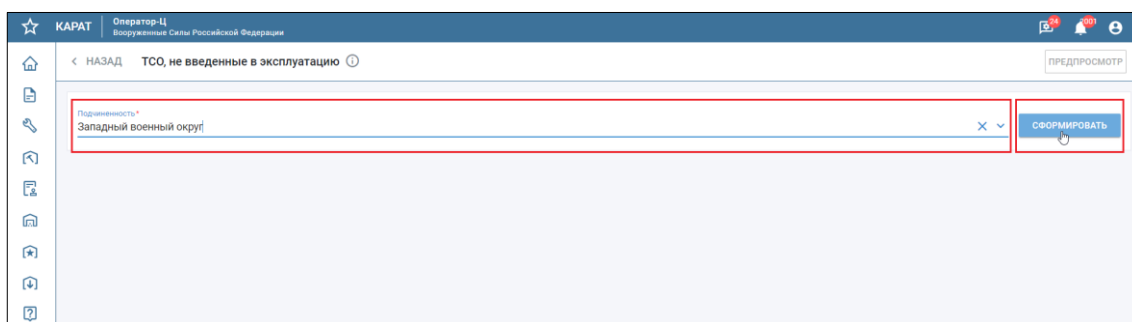 КАРАТ
Оператор-Ц
Вооруженные Силы Российской Федерации
24
2001
НАЗАД
ТСО, не введенные в эксплуатацию
ПРЕДПРОСМОТР
Подчиненность*
Западный военный округ
СФОРМИРОВАТЬ